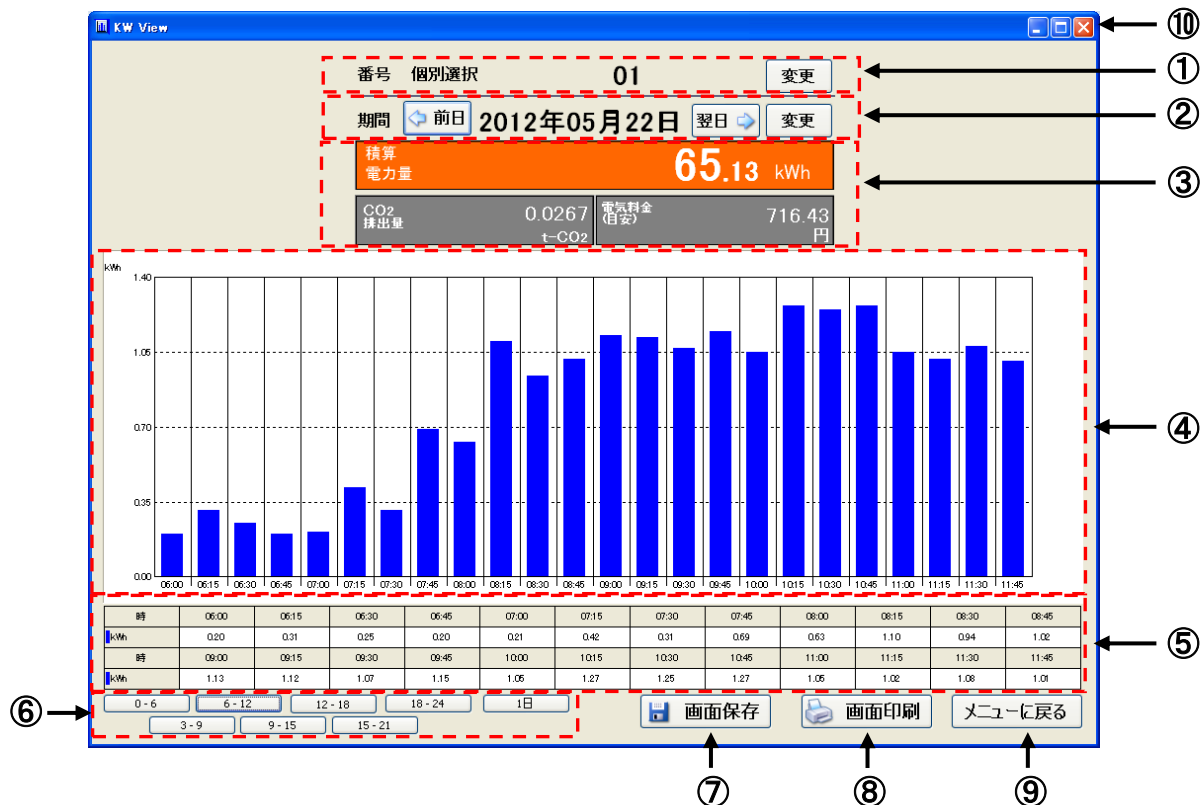 KW View
⑩
番号 個別選択 01 変更
①
期間 前日 2012年05月22日 翌日 変更
②
積算
電力量 65.13 kWh
③
CO2
排出量 0.0267
t-CO2
電気料金
(目安) 716.43
円
kWh
1.40
1.05
0.70
0.35
0.00
④
06:00 06:15 06:30 06:45 07:00 07:15 07:30 07:45 08:00 08:15 08:30 08:45 09:00 09:15 09:30 09:45 10:00 10:15 10:30 10:45 11:00 11:15 11:30 11:45
時 06:00 06:15 06:30 06:45 07:00 07:15 07:30 07:45 08:00 08:15 08:30 08:45
kWh 0.20 0.31 0.25 0.20 0.21 0.42 0.31 0.69 0.63 1.10 0.94 1.02
時 09:00 09:15 09:30 09:45 10:00 10:15 10:30 10:45 11:00 11:15 11:30 11:45
kWh 1.13 1.12 1.07 1.15 1.05 1.27 1.25 1.27 1.05 1.02 1.08 1.01
⑤
⑥
0 - 6 6 - 12 12 - 18 18 - 24 1日
3 - 9 9 - 15 15 - 21
画面保存 画面印刷 メニューに戻る
⑦ ⑧ ⑨